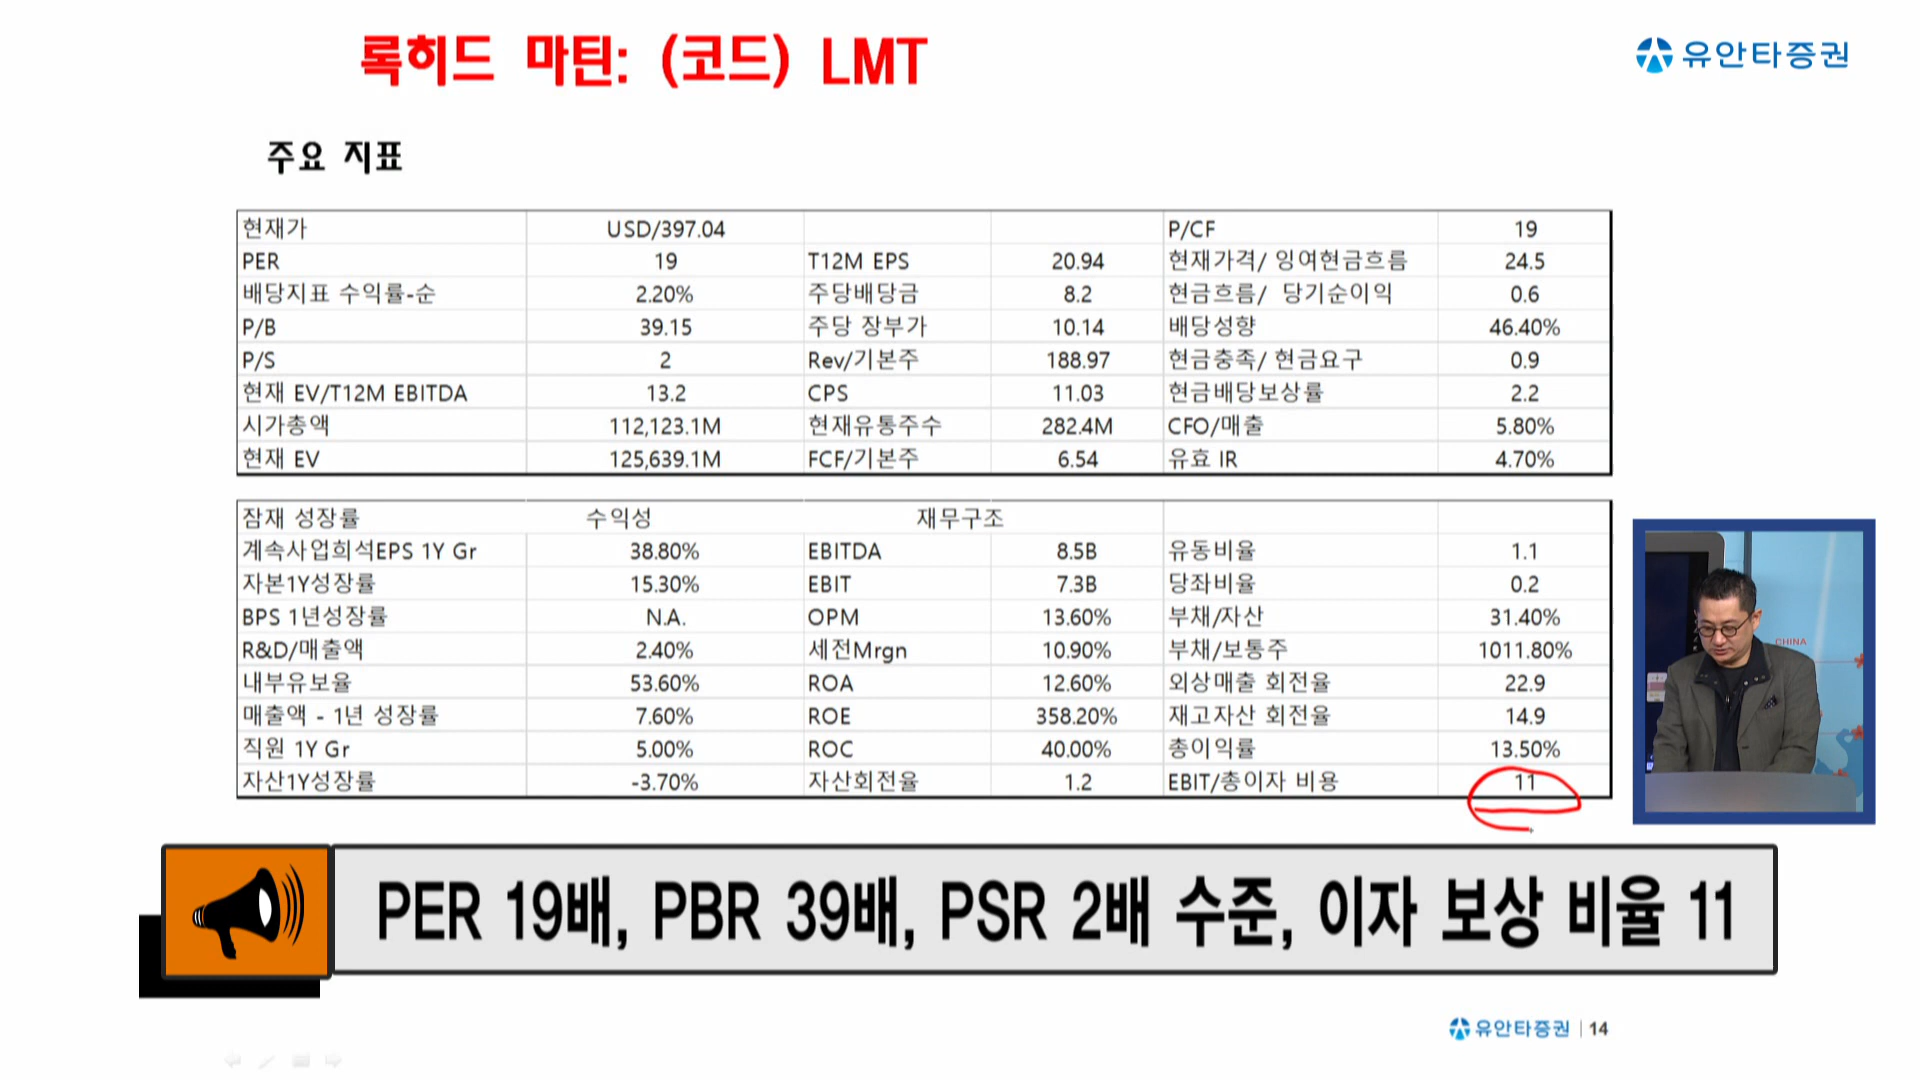 록히드 마틴: (코드) LMT
유안타증권
주요 지표
현재가 USD/397.04 P/CF 19
PER 19 T12M EPS 20.94 현재가격/ 잉여현금흐름 24.5
배당지표 수익률-순 2.20% 주당배당금 8.2 현금흐름/ 당기순이익 0.6
P/B 39.15 주당 장부가 10.14 배당성향 46.40%
P/S 2 Rev/기본주 188.97 현금충족/ 현금요구 0.9
현재 EV/T12M EBITDA 13.2 CPS 11.03 현금배당보상률 2.2
시가총액 112,123.1M 현재유통주수 282.4M CFO/매출 5.80%
현재 EV 125,639.1M FCF/기본주 6.54 유효 IR 4.70%
잠재 성장률 수익성 재무구조
계속사업희석EPS 1Y Gr 38.80% EBITDA 8.5B 유동비율 1.1
자본1Y성장률 15.30% EBIT 7.3B 당좌비율 0.2
BPS 1년성장률 N.A. OPM 13.60% 부채/자산 31.40%
R&D/매출액 2.40% 세전Mrgn 10.90% 부채/보통주 1011.80%
내부유보율 53.60% ROA 12.60% 외상매출 회전율 22.9
매출액 - 1년 성장률 7.60% ROE 358.20% 재고자산 회전율 14.9
직원 1Y Gr 5.00% ROC 40.00% 총이익률 13.50%
자산1Y성장률 -3.70% 자산회전율 1.2 EBIT/총이자 비용 11
CHINA
PER 19배, PBR 39배, PSR 2배 수준, 이자 보상 비율 11
유안타증권 | 14